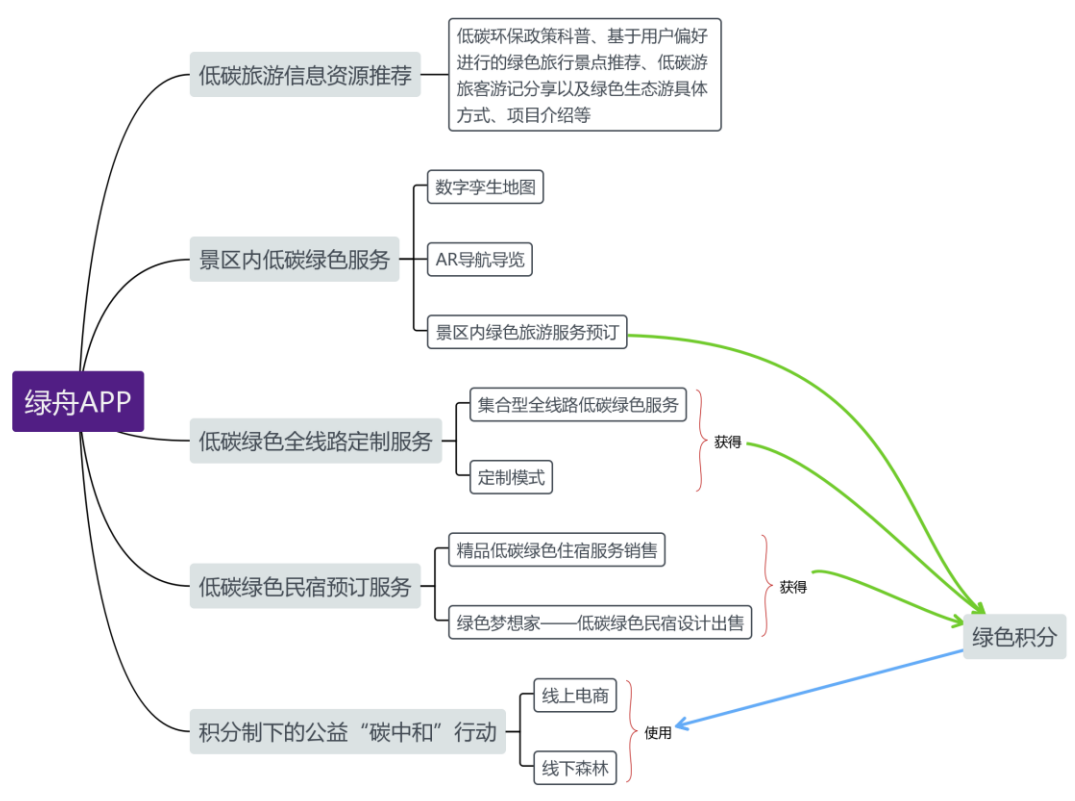 低碳旅游信息资源推荐
低碳环保政策科普、基于用户偏好
进行的绿色旅行景点推荐、低碳游
旅客游记分享以及绿色生态游具体
方式、项目介绍等
景区内低碳绿色服务
数字孪生地图
AR导航导览
景区内绿色旅游服务预订
绿舟APP
低碳绿色全线路定制服务
集合型全线路低碳绿色服务
定制模式
获得
低碳绿色民宿预订服务
精品低碳绿色住宿服务销售
绿色梦想家——低碳绿色民宿设计出售
获得
绿色积分
积分制下的公益“碳中和”行动
线上电商
线下森林
使用